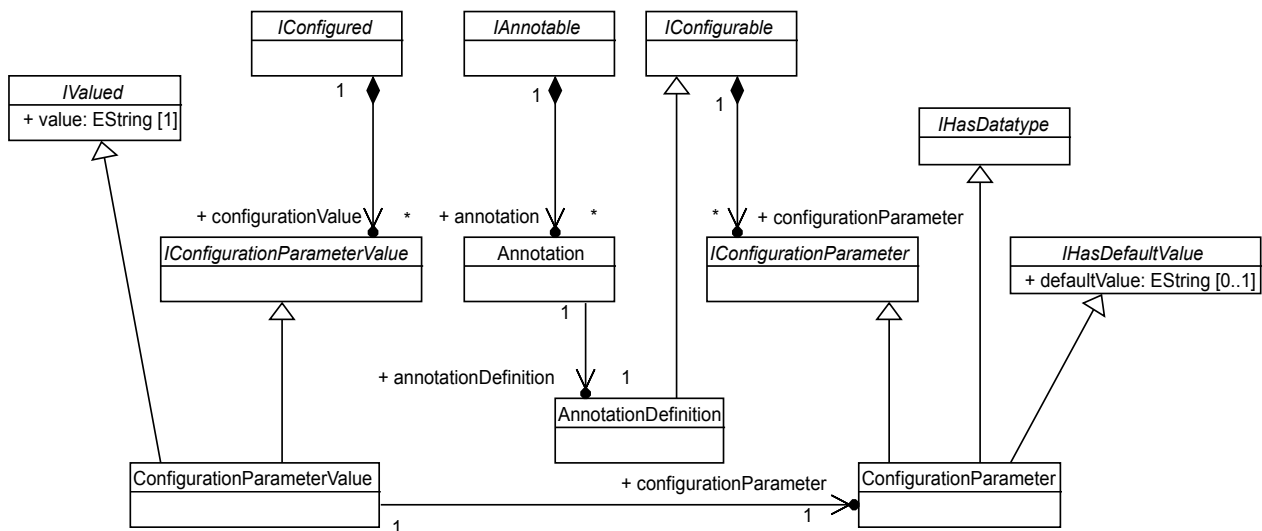 IConfigured
IAnnotable
IConfigurable
1
1
1
IValued
+ value: EString [1]
IHasDatatype
+ configurationValue
*
+ annotation
*
*
+ configurationParameter
IConfigurationParameterValue
Annotation
IConfigurationParameter
IHasDefaultValue
+ defaultValue: EString [0..1]
1
+ annotationDefinition
1
AnnotationDefinition
ConfigurationParameterValue
+ configurationParameter
ConfigurationParameter
1
1